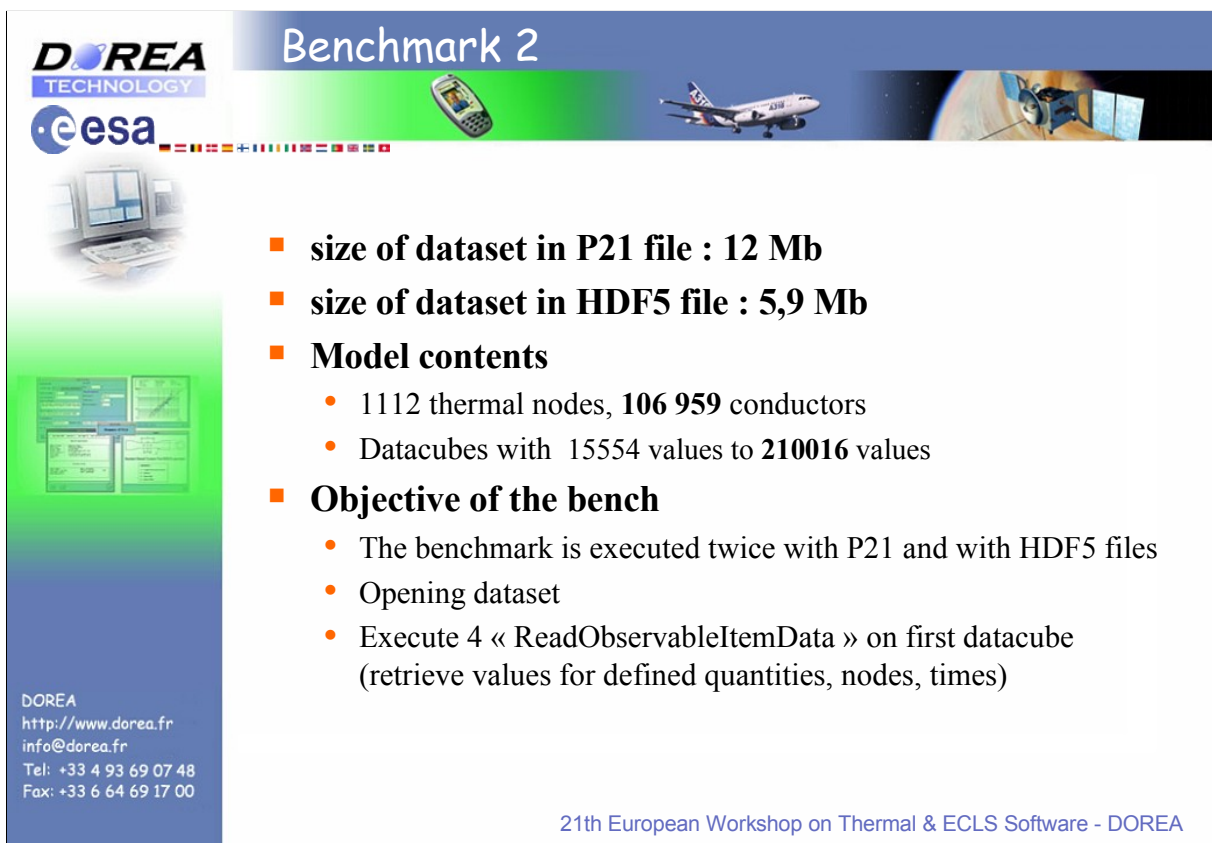 Benchmark 2
DOREA
TECHNOLOGY
esa
A318
size of dataset in P21 file : 12 Mb
size of dataset in HDF5 file : 5,9 Mb
Model contents
1112 thermal nodes, 106 959 conductors
Datacubes with 15554 values to 210016 values
Objective of the bench
The benchmark is executed twice with P21 and with HDF5 files
Opening dataset
Execute 4 « ReadObservableItemData » on first datacube
(retrieve values for defined quantities, nodes, times)
DOREA
http://www.dorea.fr
info@dorea.fr
Tel: +33 4 93 69 07 48
Fax: +33 6 64 69 17 00
21th European Workshop on Thermal & ECLS Software - DOREA